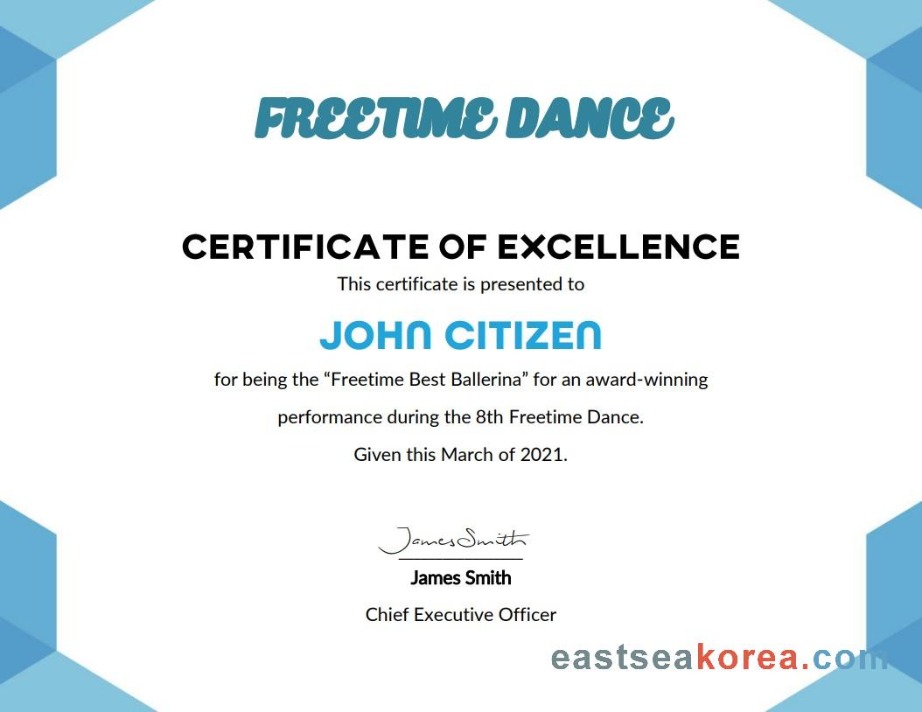 FREETIME DANCE
CERTIFICATE OF EXCELLENCE
This certificate is presented to
JOHN CITIZEN
for being the “Freetime Best Ballerina” for an award-winning
performance during the 8th Freetime Dance.
Given this March of 2021.
James Smith
James Smith
Chief Executive Officer
eastseakorea.com